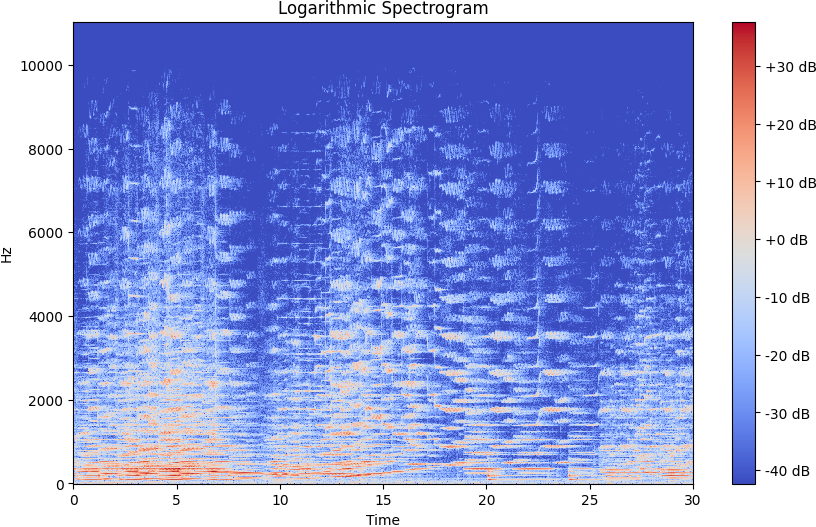 Logarithmic Spectrogram
10000
8000
6000
4000
2000
0
Hz
0 5 10 15 20 25 30
Time
+30 dB
+20 dB
+10 dB
+0 dB
-10 dB
-20 dB
-30 dB
-40 dB